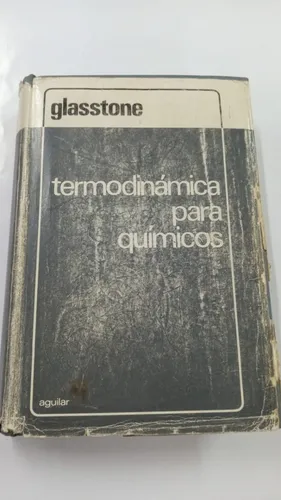 glasstone
termodinámica
para
químicos
aguilar